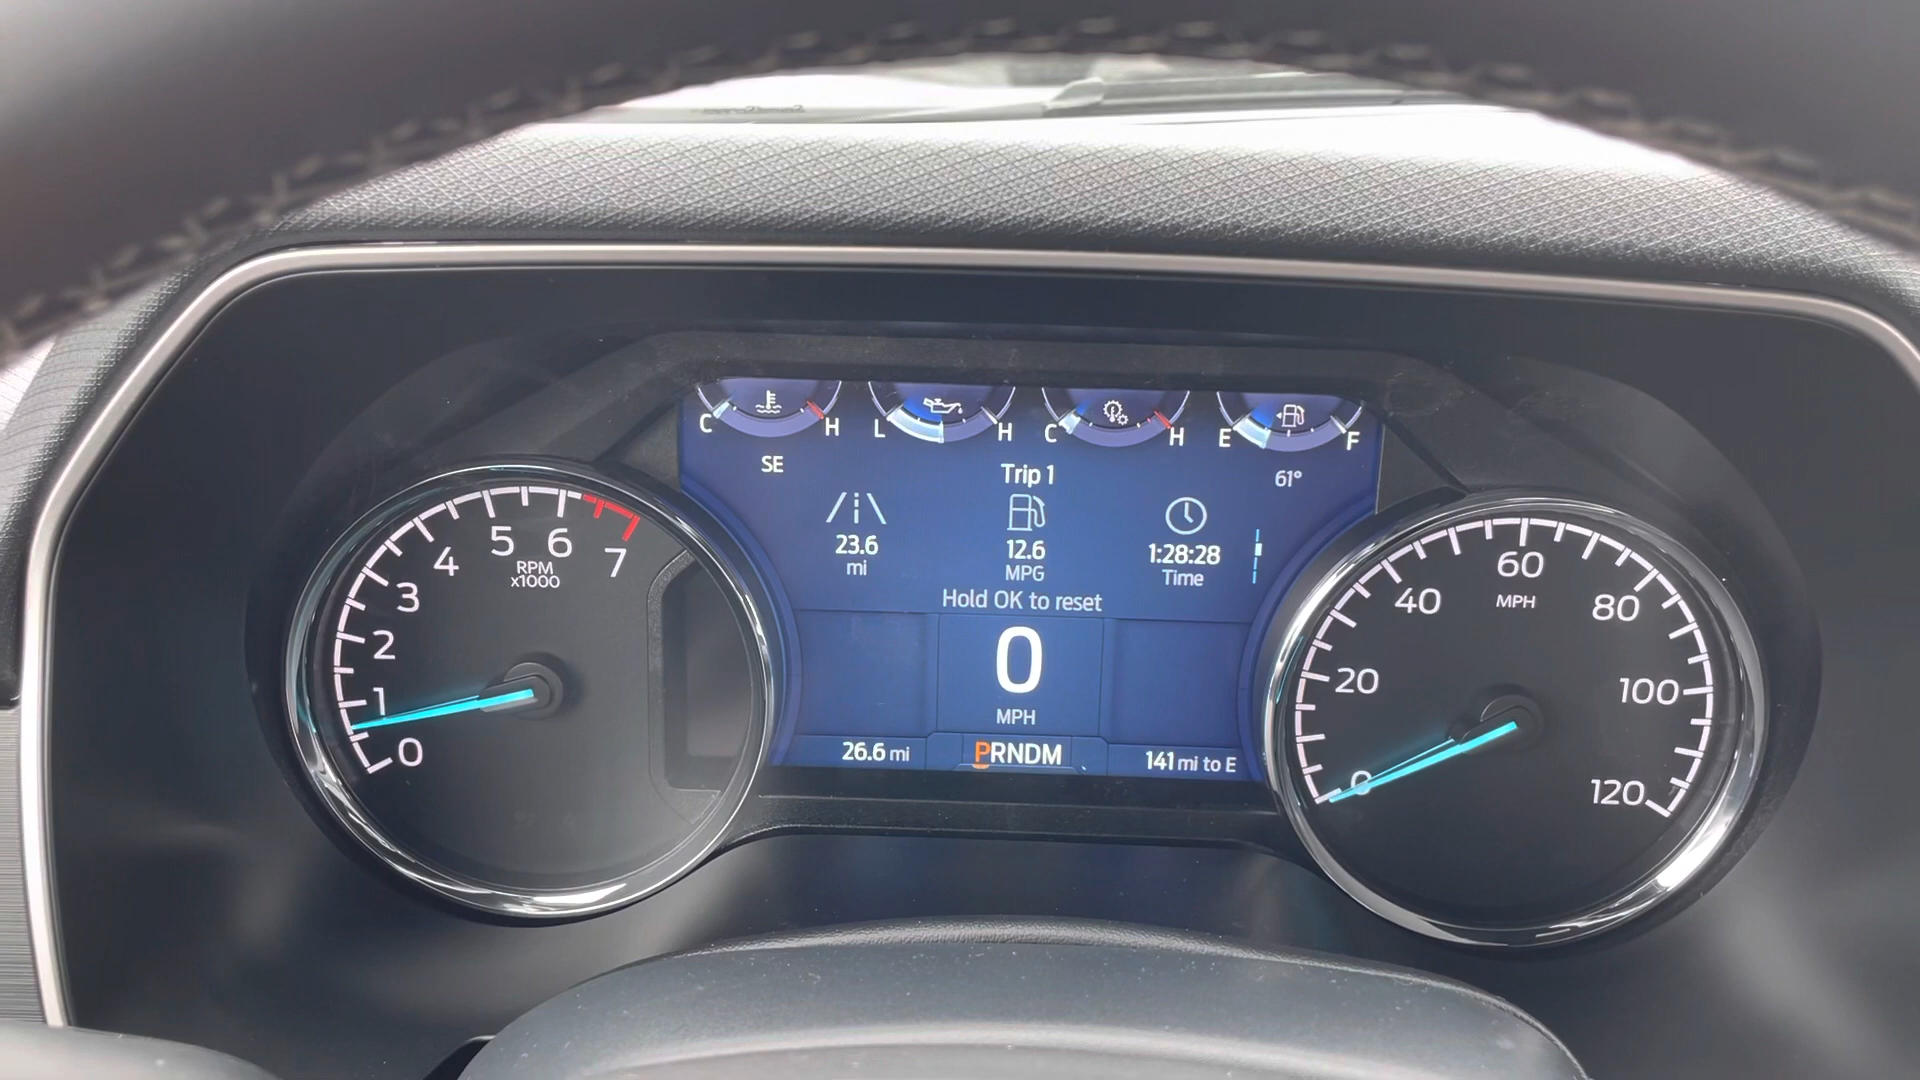 C H L H C H E F
SE
Trip 1
61°
23.6
mi
12.6
MPG
1:28:28
Time
Hold OK to reset
0
MPH
26.6 mi
PRNDM
141 mi to E
0 1 2 3 4 5 6 7
RPM
x1000
0 20 40 60 80 100 120
MPH